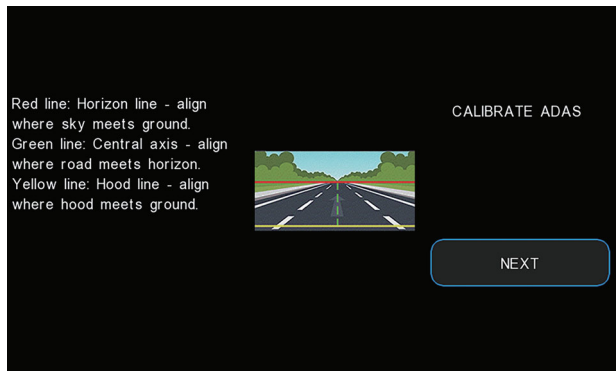 Red line: Horizon line - align
where sky meets ground.
Green line: Central axis - align
where road meets horizon.
Yellow line: Hood line - align
where hood meets ground.
CALIBRATE ADAS
NEXT